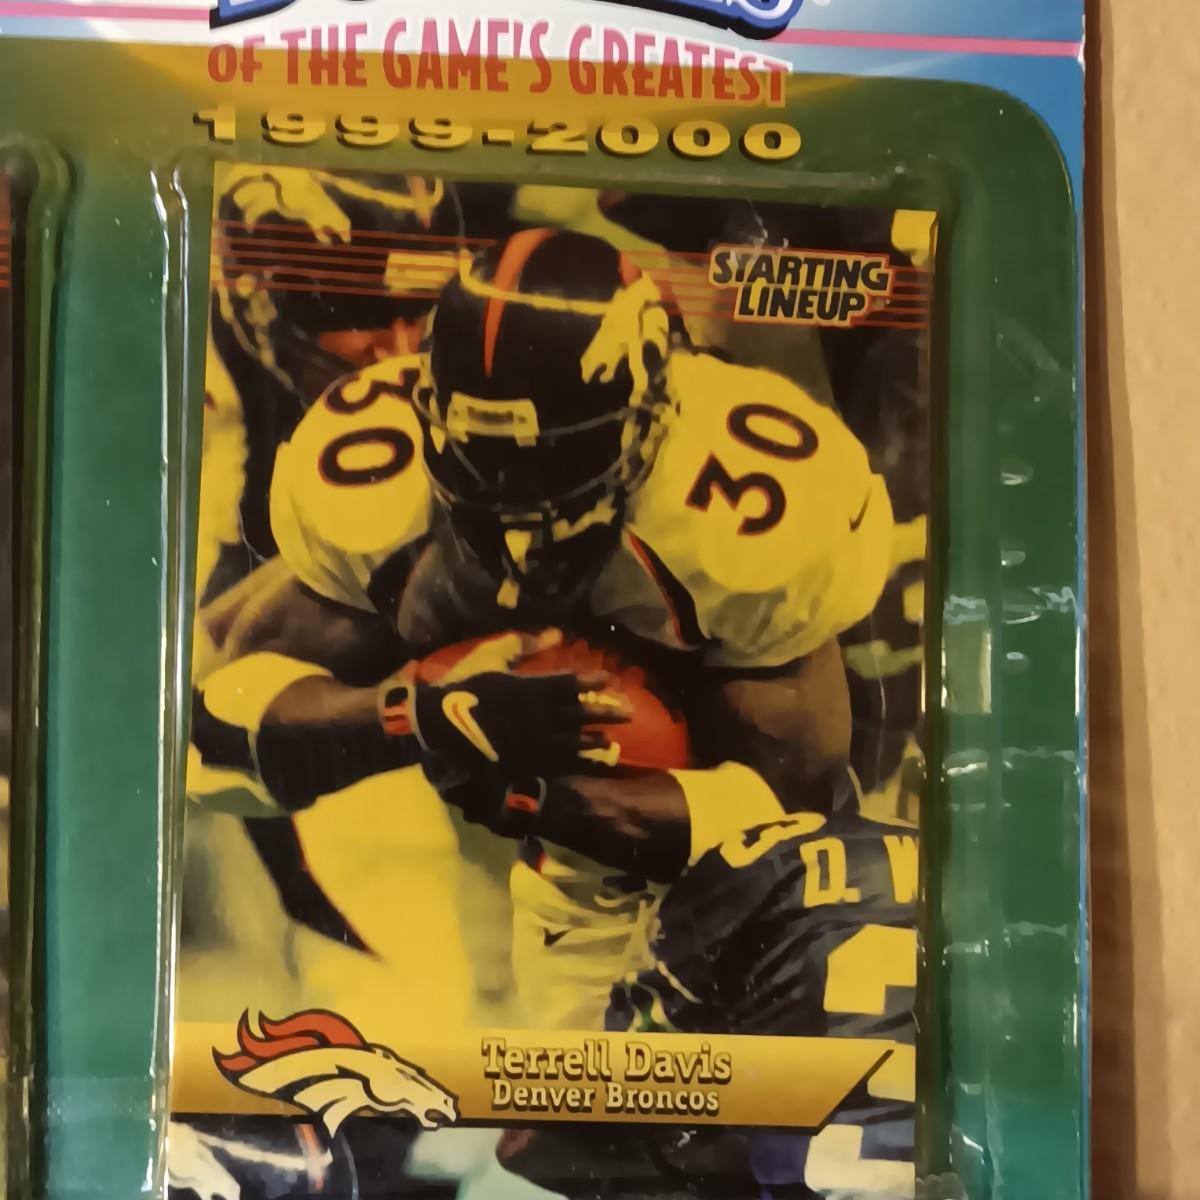 OF THE GAME'S GREATEST
1999-2000
STARTING
LINEUP
30
30
D. W
Terrell Davis
Denver Broncos